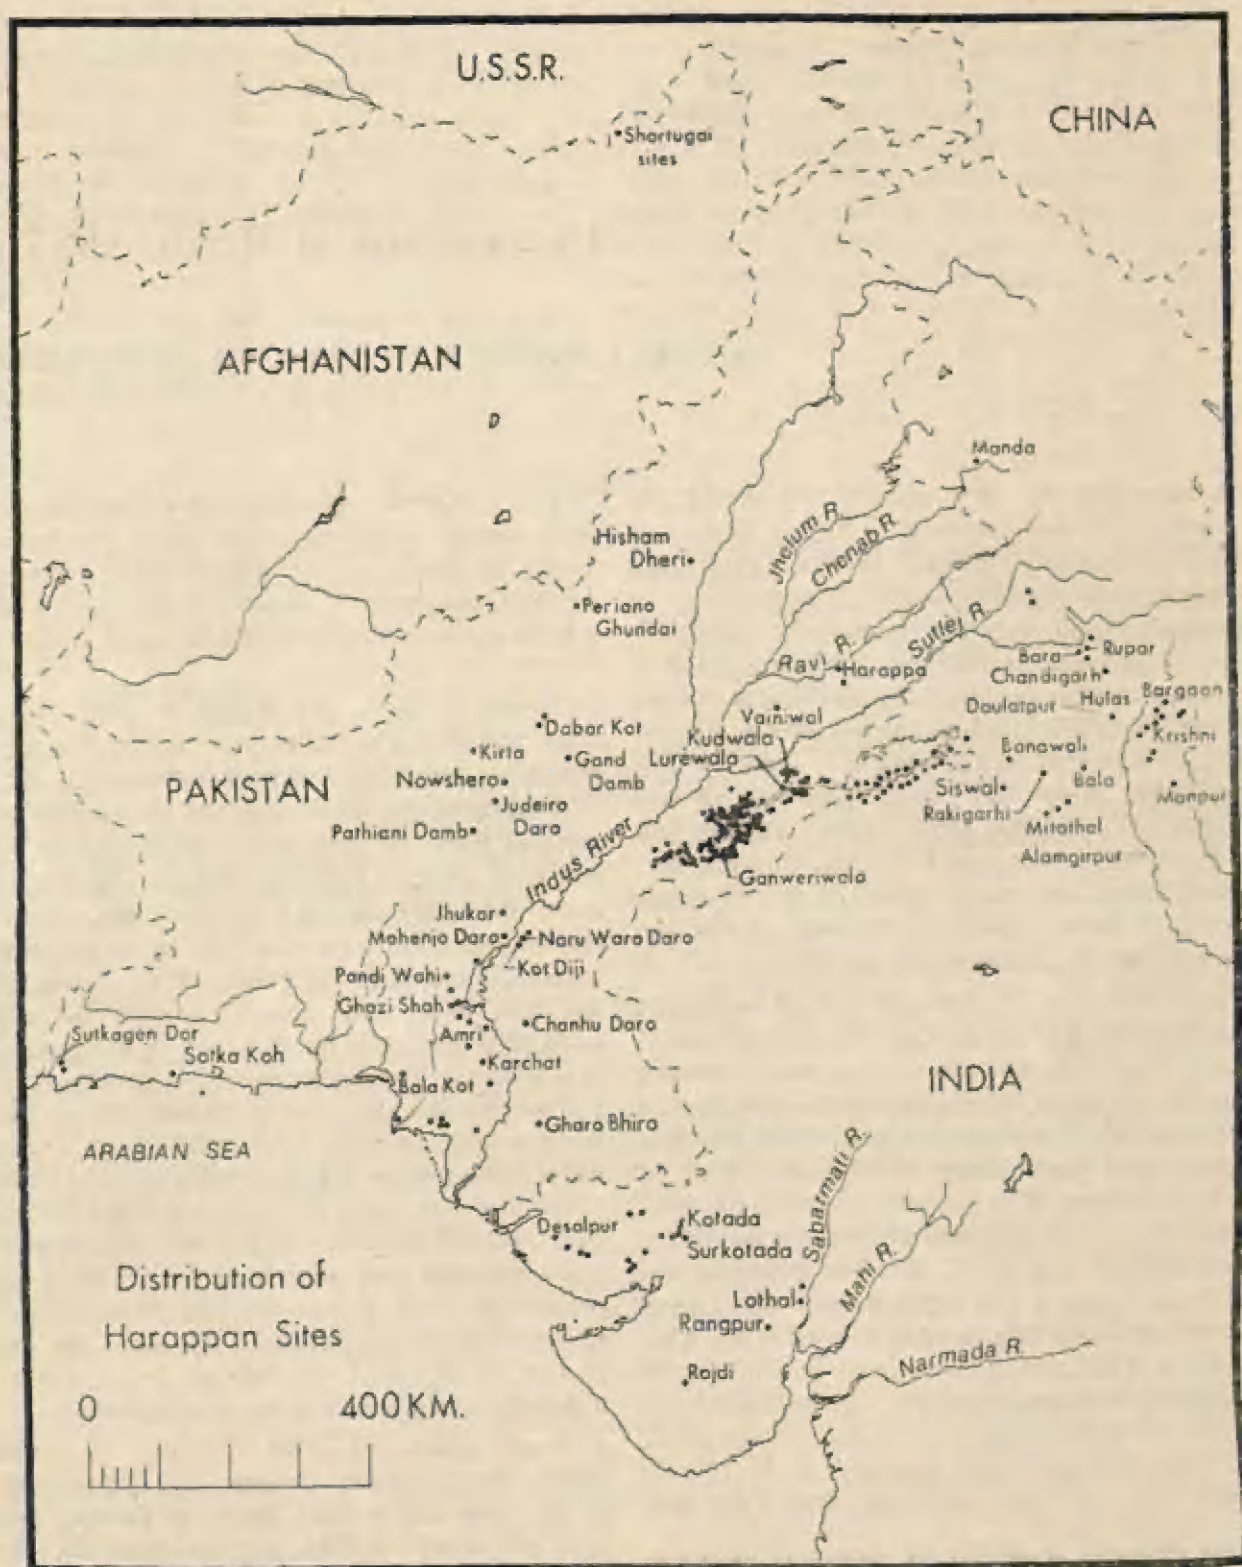 U.S.S.R.
CHINA
Shortugai
sites
AFGHANISTAN
Manda
Jhelum R.
Chenab R.
Hisham
Dheri
Periano
Ghundai
Ravi R.
Sutlej R.
Harappa
Bara
Rupar
Chandigarh
Daulatpur
Hulas
Bargaon
Vainiwal
Dabar Kot
Kudwala
Krishni
Kirta
Gand
Damb
Lurewala
Banawali
Nowshero
PAKISTAN
Siswal
Bala
Judeiro
Daro
Rakigarhi
Manpur
Pathiani Damb
Mitathal
Indus River
Alamgirpur
Ganweriwala
Jhukar
Mohenjo Daro
Naru Waro Daro
Kot Diji
Pandi Wahi
Ghazi Shah
Sutkagen Dor
Amri
Chanhu Daro
Sotka Koh
Karchat
Bala Kot
INDIA
Gharo Bhiro
ARABIAN SEA
Sabarmati R.
Desalpur
Kotada
Surkotada
Mahi R.
Distribution of
Harappan Sites
Lothal
Rangpur
Narmada R.
Rojdi
0
400 KM.